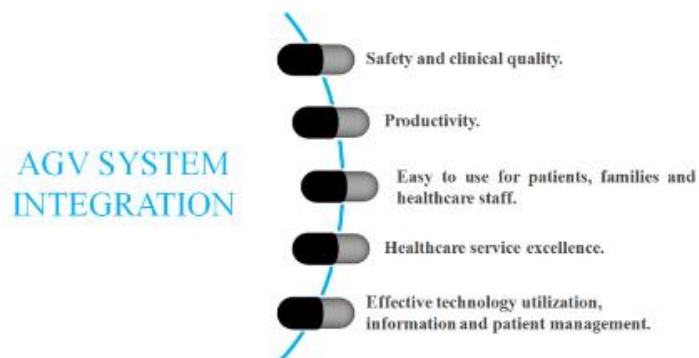 AGV SYSTEM
INTEGRATION
Safety and clinical quality.
Productivity.
Easy to use for patients, families and
healthcare staff.
Healthcare service excellence.
Effective technology utilization,
information and patient management.